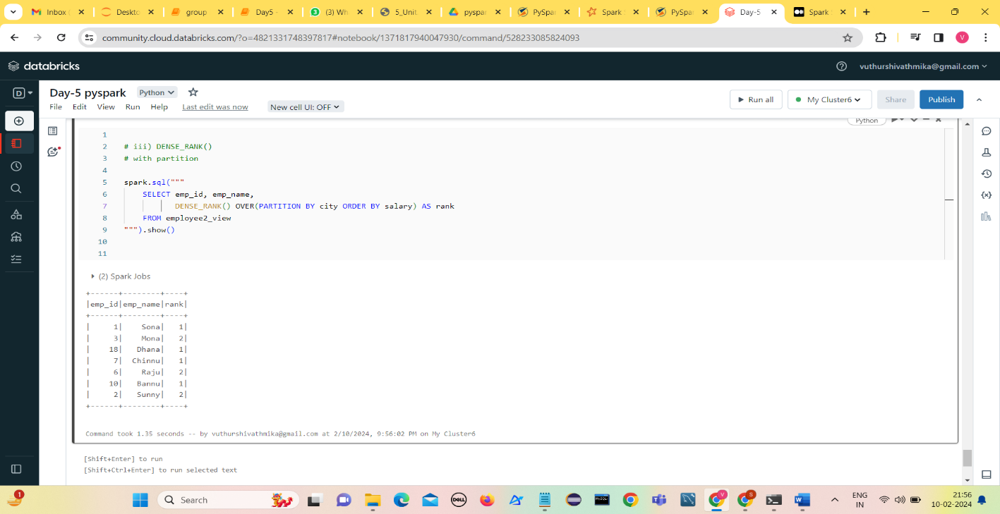 Inbox (
Deskto
group
Day5 -
(3) Wh
5_Unit
pyspar
PySpar
Spark
PySpar
Day-5
Spark
community.cloud.databricks.com/?o=4821331748397817#notebook/1371817940047930/command/528233085824093
V
databricks
vuthurshivathmika@gmail.com
D
Day-5 pyspark
Python
File Edit View Run Help Last edit was now New cell UI: OFF
Run all
My Cluster6
Share
Publish
Python
1
2 # iii) DENSE_RANK()
3 # with partition
4
5 spark.sql("""
6 SELECT emp_id, emp_name,
7 DENSE_RANK() OVER(PARTITION BY city ORDER BY salary) AS rank
8 FROM employee2_view
9 """).show()
10
11
(2) Spark Jobs
+------+--------+----+
|emp_id|emp_name|rank|
+------+--------+----+
|     1|    Sona|   1|
|     3|    Mona|   2|
|    18|   Dhana|   1|
|     7|  Chinnu|   1|
|     6|    Raju|   2|
|    10|   Bannu|   1|
|     2|   Sunny|   2|
+------+--------+----+
Command took 1.35 seconds -- by vuthurshivathmika@gmail.com at 2/10/2024, 9:56:02 PM on My Cluster6
[Shift+Enter] to run
[Shift+Ctrl+Enter] to run selected text
1
Search
DELL
MySQL
V
S
W
ENG
IN
21:56
10-02-2024